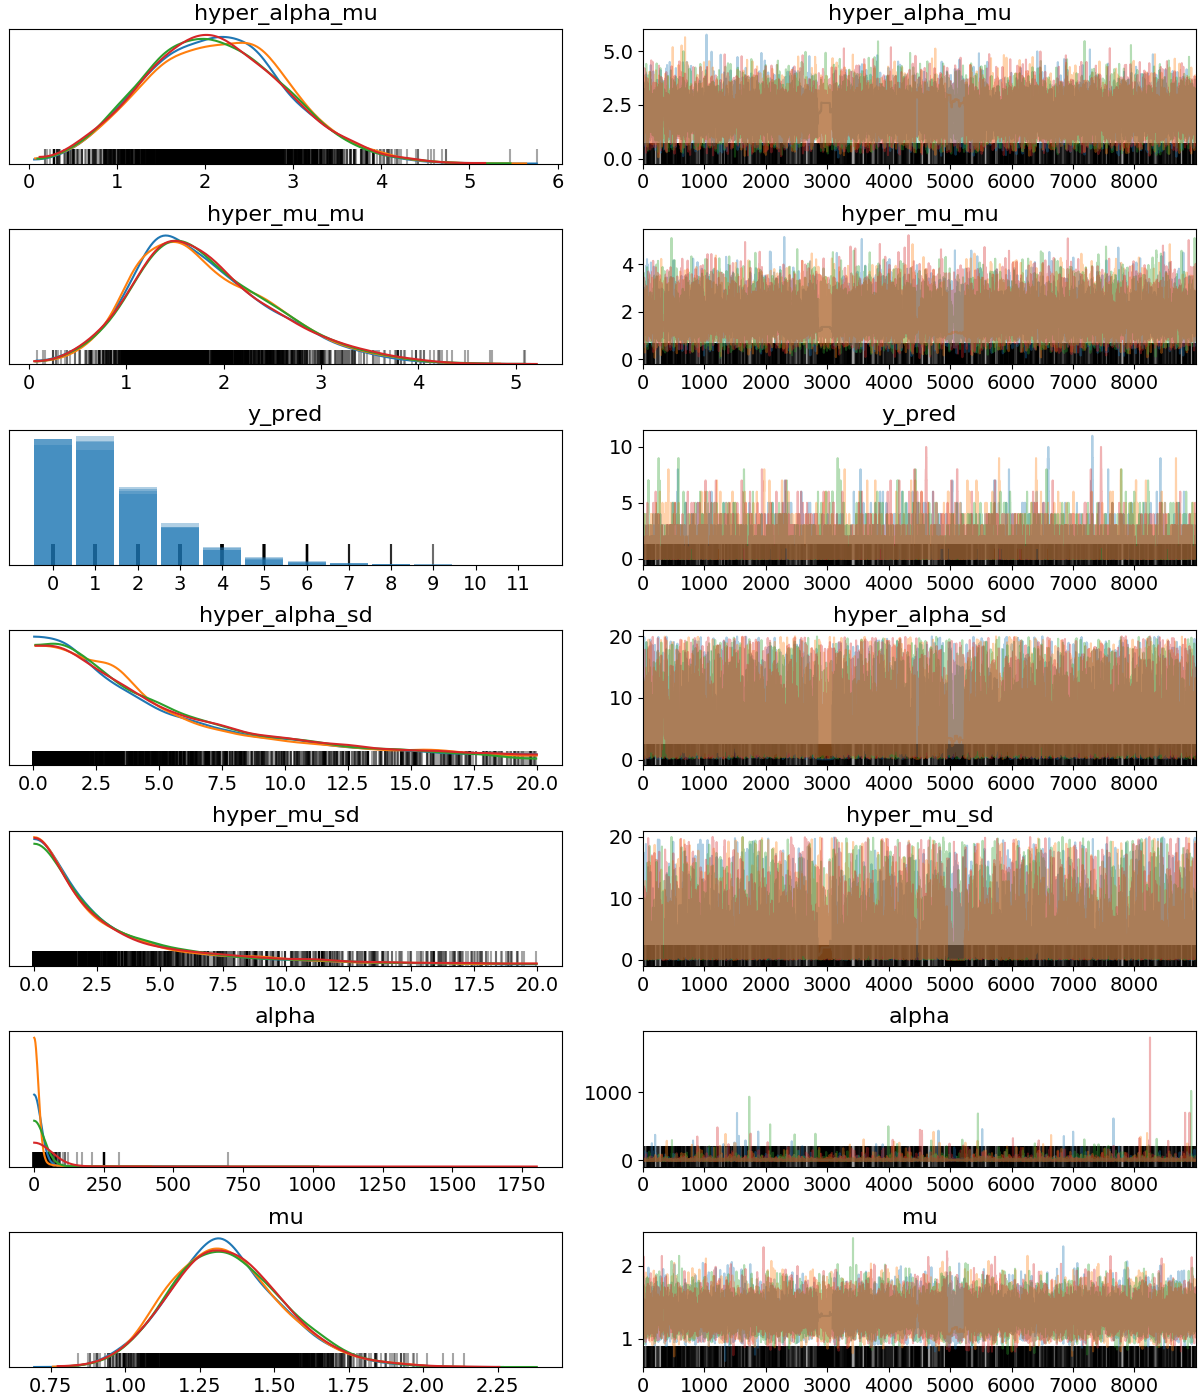 hyper_alpha_mu hyper_alpha_mu
5.0
2.5
0.0
0 1 2 3 4 5 6 0 1000 2000 3000 4000 5000 6000 7000 8000
hyper_mu_mu hyper_mu_mu
4
2
0
0 1 2 3 4 5 0 1000 2000 3000 4000 5000 6000 7000 8000
y_pred y_pred
10
5
0
0 1 2 3 4 5 6 7 8 9 10 11 0 1000 2000 3000 4000 5000 6000 7000 8000
hyper_alpha_sd hyper_alpha_sd
20
10
0
0.0 2.5 5.0 7.5 10.0 12.5 15.0 17.5 20.0 0 1000 2000 3000 4000 5000 6000 7000 8000
hyper_mu_sd hyper_mu_sd
20
10
0
0.0 2.5 5.0 7.5 10.0 12.5 15.0 17.5 20.0 0 1000 2000 3000 4000 5000 6000 7000 8000
alpha alpha
1000
0
0 250 500 750 1000 1250 1500 1750 0 1000 2000 3000 4000 5000 6000 7000 8000
mu mu
2
1
0.75 1.00 1.25 1.50 1.75 2.00 2.25 0 1000 2000 3000 4000 5000 6000 7000 8000